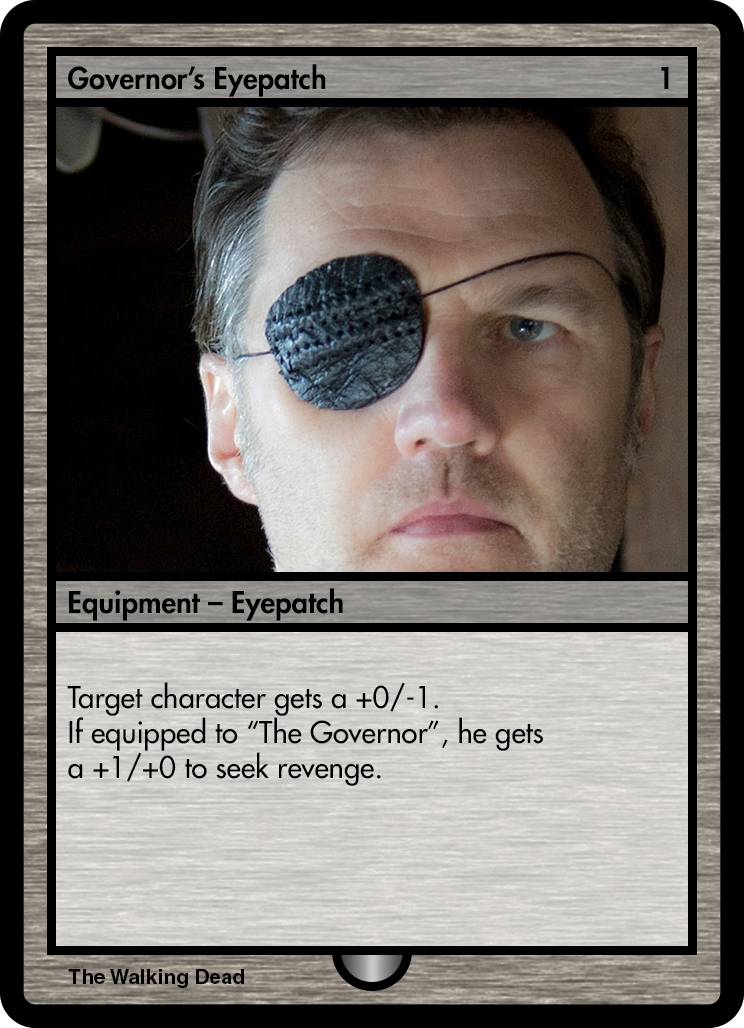 Governor’s Eyepatch 1
Equipment – Eyepatch
Target character gets a +0/-1.
If equipped to “The Governor”, he gets
a +1/+0 to seek revenge.
The Walking Dead